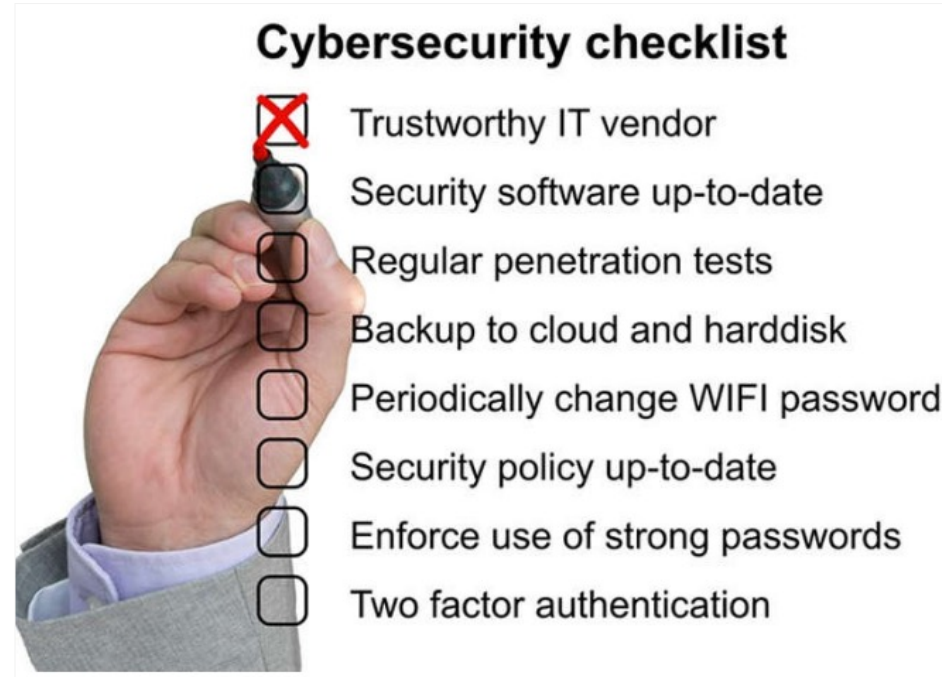 Cybersecurity checklist
Trustworthy IT vendor
Security software up-to-date
Regular penetration tests
Backup to cloud and harddisk
Periodically change WIFI password
Security policy up-to-date
Enforce use of strong passwords
Two factor authentication